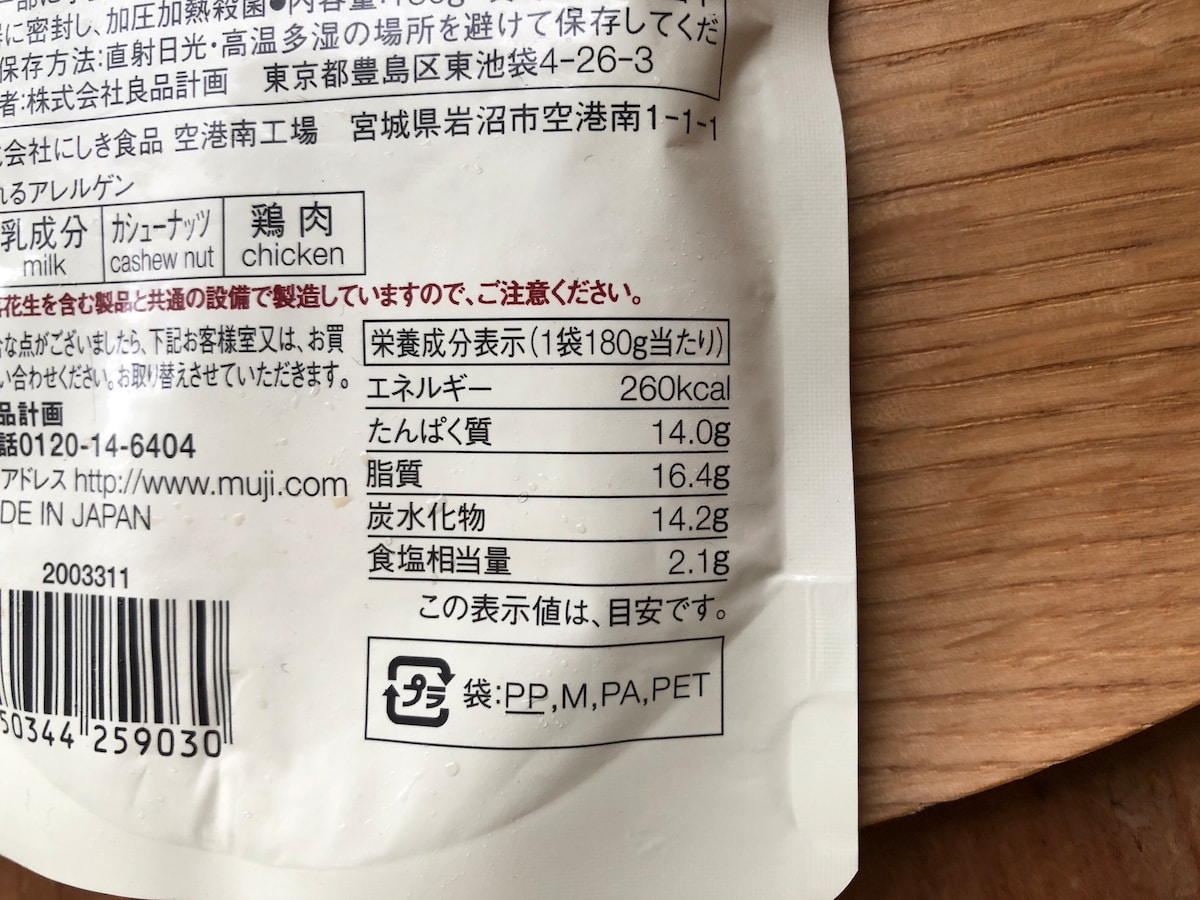 に密封し、加圧加熱殺菌●内容量:180g
保存方法:直射日光・高温多湿の場所を避けて保存してくだ
者:株式会社良品計画 東京都豊島区東池袋4-26-3
会社にしき食品 空港南工場 宮城県岩沼市空港南1-1-1
れるアレルゲン
乳成分 カシューナッツ 鶏肉
milk cashew nut chicken
花生を含む製品と共通の設備で製造していますので、ご注意ください。
な点がございましたら、下記お客様室又は、お買
い合わせください。お取り替えさせていただきます。
品計画
話0120-14-6404
アドレス http://www.muji.com
DE IN JAPAN
2003311
50344 259030
栄養成分表示(1袋180g当たり)
エネルギー 260kcal
たんぱく質 14.0g
脂質 16.4g
炭水化物 14.2g
食塩相当量 2.1g
この表示値は、目安です。
プラ 袋:PP,M,PA,PET